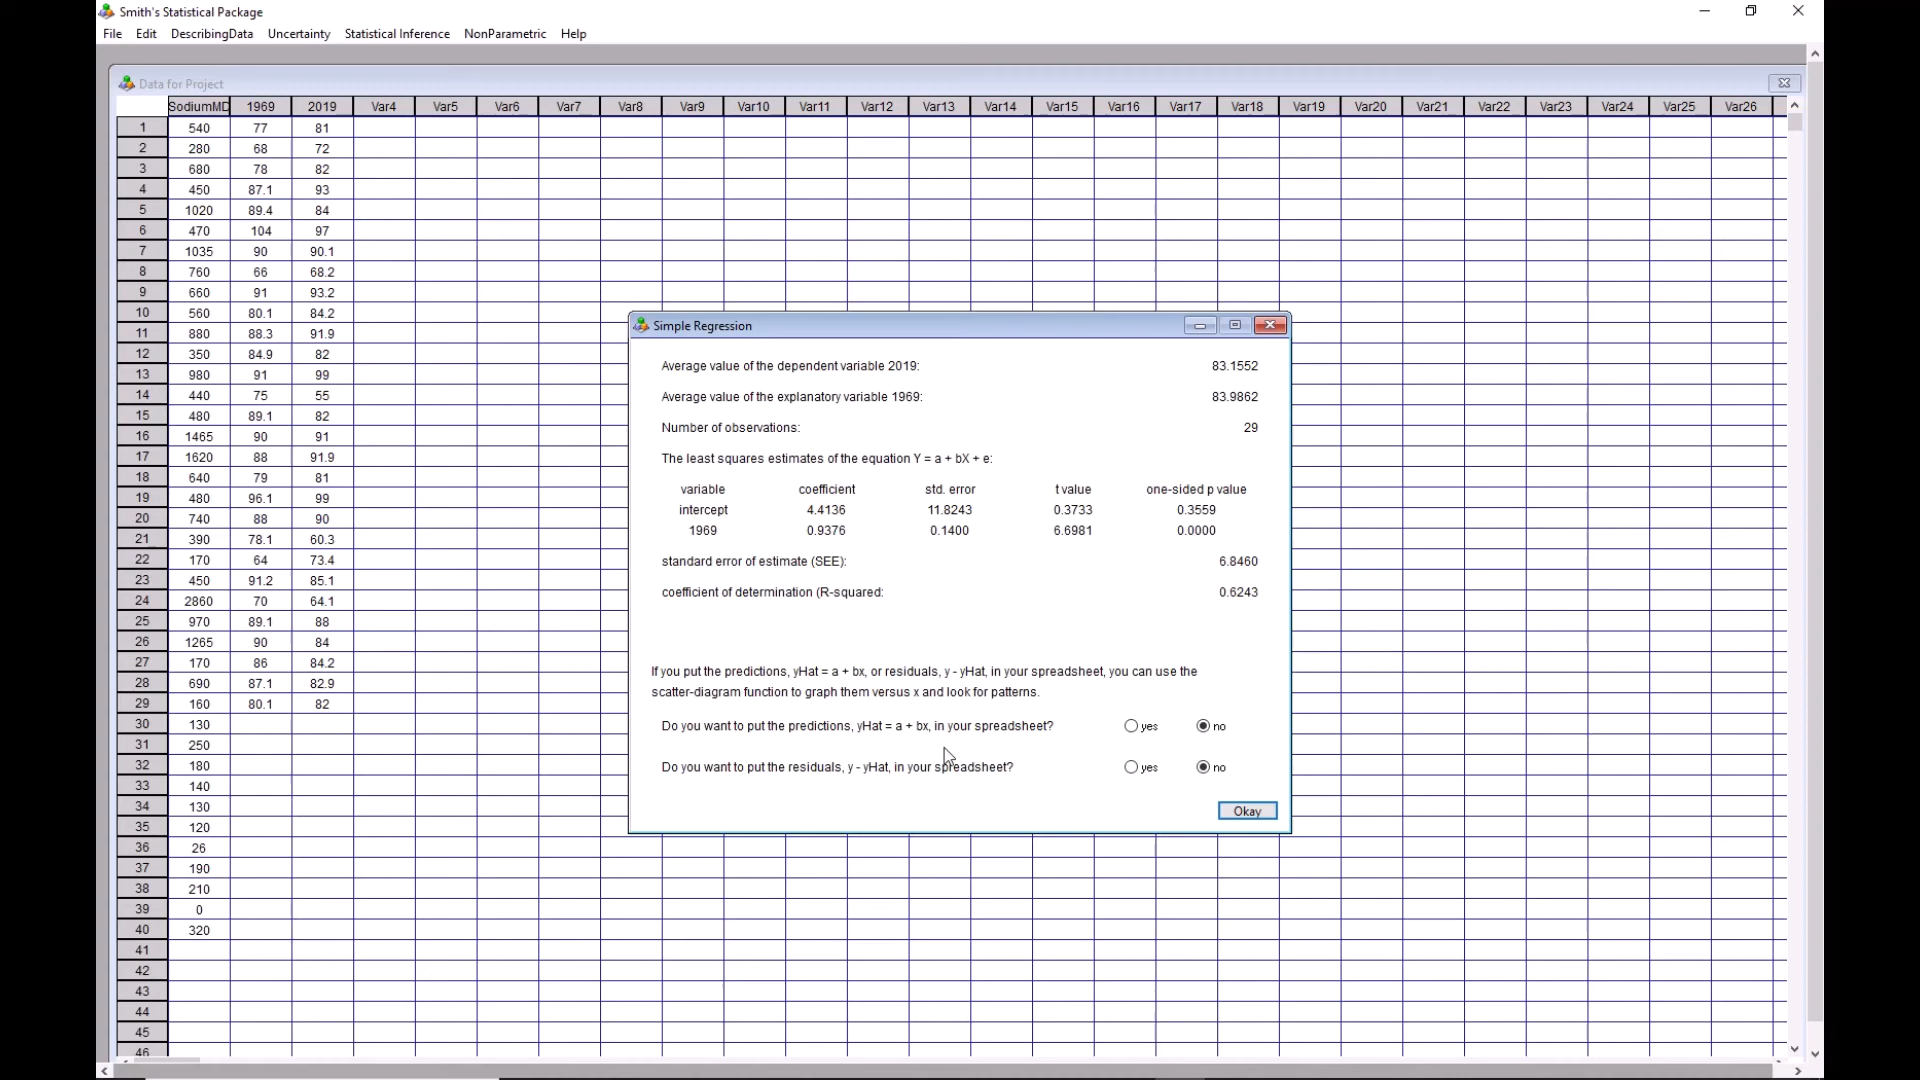 Smith's Statistical Package
File Edit DescribingData Uncertainty Statistical Inference NonParametric Help
Data for Project
SodiumMD 1969 2019 Var4 Var5 Var6 Var7 Var8 Var9 Var10 Var11 Var12 Var13 Var14 Var15 Var16 Var17 Var18 Var19 Var20 Var21 Var22 Var23 Var24 Var25 Var26
1 540 77 81
2 280 68 72
3 680 78 82
4 450 87.1 93
5 1020 89.4 84
6 470 104 97
7 1035 90 90.1
8 760 66 68.2
9 660 91 93.2
10 560 80.1 84.2
11 880 88.3 91.9
12 350 84.9 82
13 980 91 99
14 440 75 55
15 480 89.1 82
16 1465 90 91
17 1620 88 91.9
18 640 79 81
19 480 96.1 99
20 740 88 90
21 390 78.1 60.3
22 170 64 73.4
23 450 91.2 85.1
24 2860 70 64.1
25 970 89.1 88
26 1265 90 84
27 170 86 84.2
28 690 87.1 82.9
29 160 80.1 82
30 130
31 250
32 180
33 140
34 130
35 120
36 26
37 190
38 210
39 0
40 320
41
42
43
44
45
46
Simple Regression
Average value of the dependent variable 2019: 83.1552
Average value of the explanatory variable 1969: 83.9862
Number of observations: 29
The least squares estimates of the equation Y = a + bX + e:
variable coefficient std. error t value one-sided p value
intercept 4.4136 11.8243 0.3733 0.3559
1969 0.9376 0.1400 6.6981 0.0000
standard error of estimate (SEE): 6.8460
coefficient of determination (R-squared: 0.6243
If you put the predictions, yHat = a + bx, or residuals, y - yHat, in your spreadsheet, you can use the
scatter-diagram function to graph them versus x and look for patterns.
Do you want to put the predictions, yHat = a + bx, in your spreadsheet? yes no
Do you want to put the residuals, y - yHat, in your spreadsheet? yes no
Okay